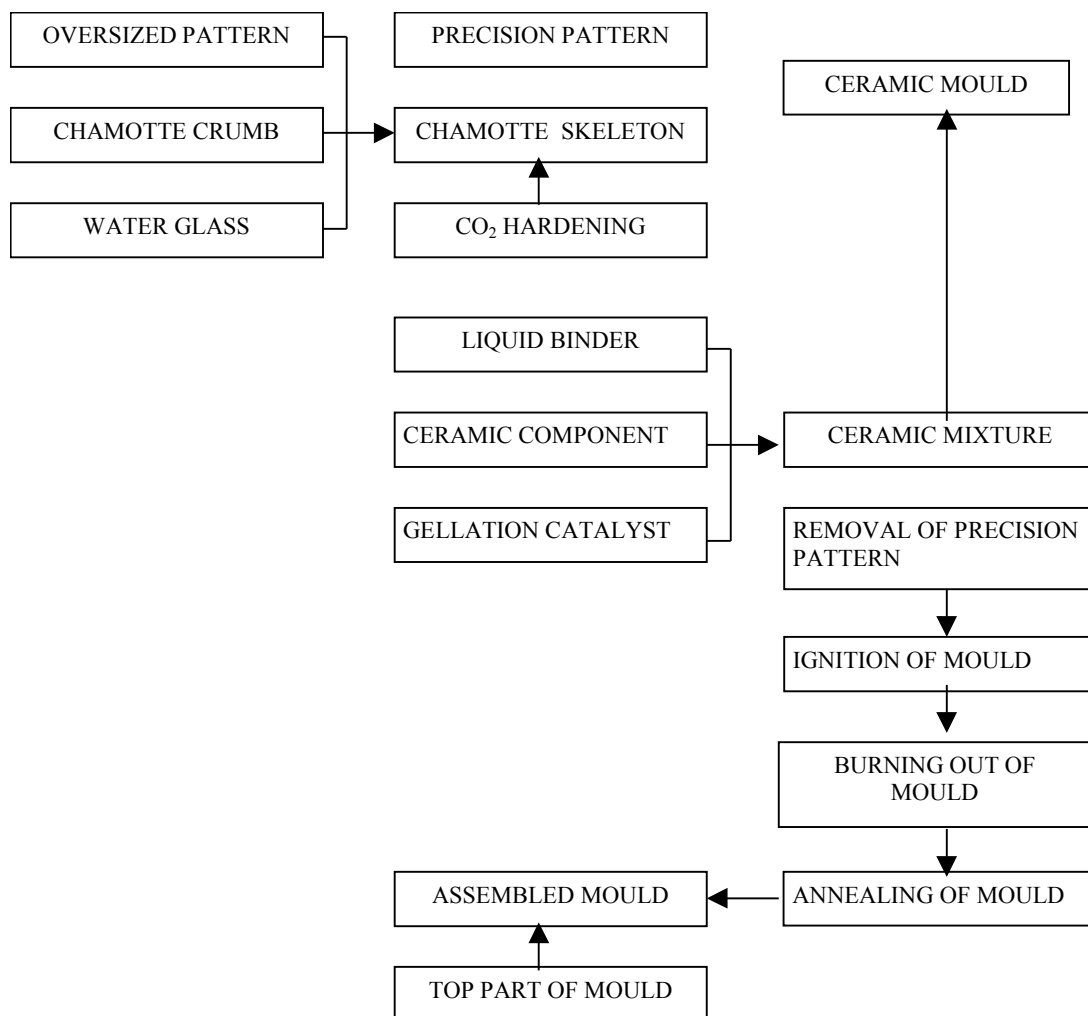 OVERSIZED PATTERN
PRECISION PATTERN
CERAMIC MOULD
CHAMOTTE CRUMB
CHAMOTTE SKELETON
WATER GLASS
CO₂ HARDENING
LIQUID BINDER
CERAMIC COMPONENT
CERAMIC MIXTURE
GELLATION CATALYST
REMOVAL OF PRECISION
PATTERN
IGNITION OF MOULD
BURNING OUT OF
MOULD
ASSEMBLED MOULD
ANNEALING OF MOULD
TOP PART OF MOULD